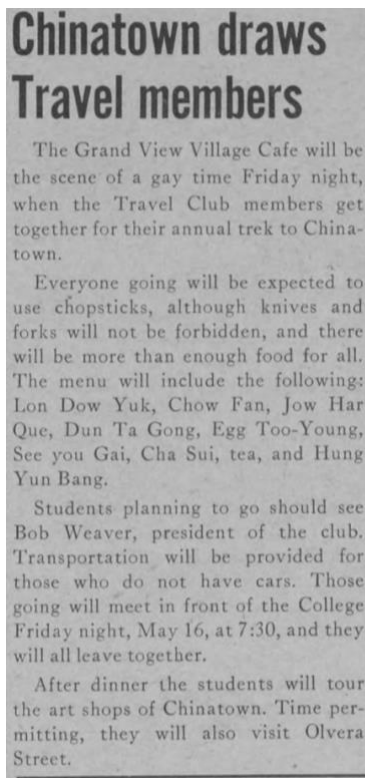 Chinatown draws
Travel members
The Grand View Village Cafe will be
the scene of a gay time Friday night,
when the Travel Club members get
together for their annual trek to China-
town.
Everyone going will be expected to
use chopsticks, although knives and
forks will not be forbidden, and there
will be more than enough food for all.
The menu will include the following:
Lon Dow Yuk, Chow Fan, Jow Har
Que, Dun Ta Gong, Egg Too-Young,
See you Gai, Cha Sui, tea, and Hung
Yun Bang.
Students planning to go should see
Bob Weaver, president of the club.
Transportation will be provided for
those who do not have cars. Those
going will meet in front of the College
Friday night, May 16, at 7:30, and they
will all leave together.
After dinner the students will tour
the art shops of Chinatown. Time per-
mitting, they will also visit Olvera
Street.